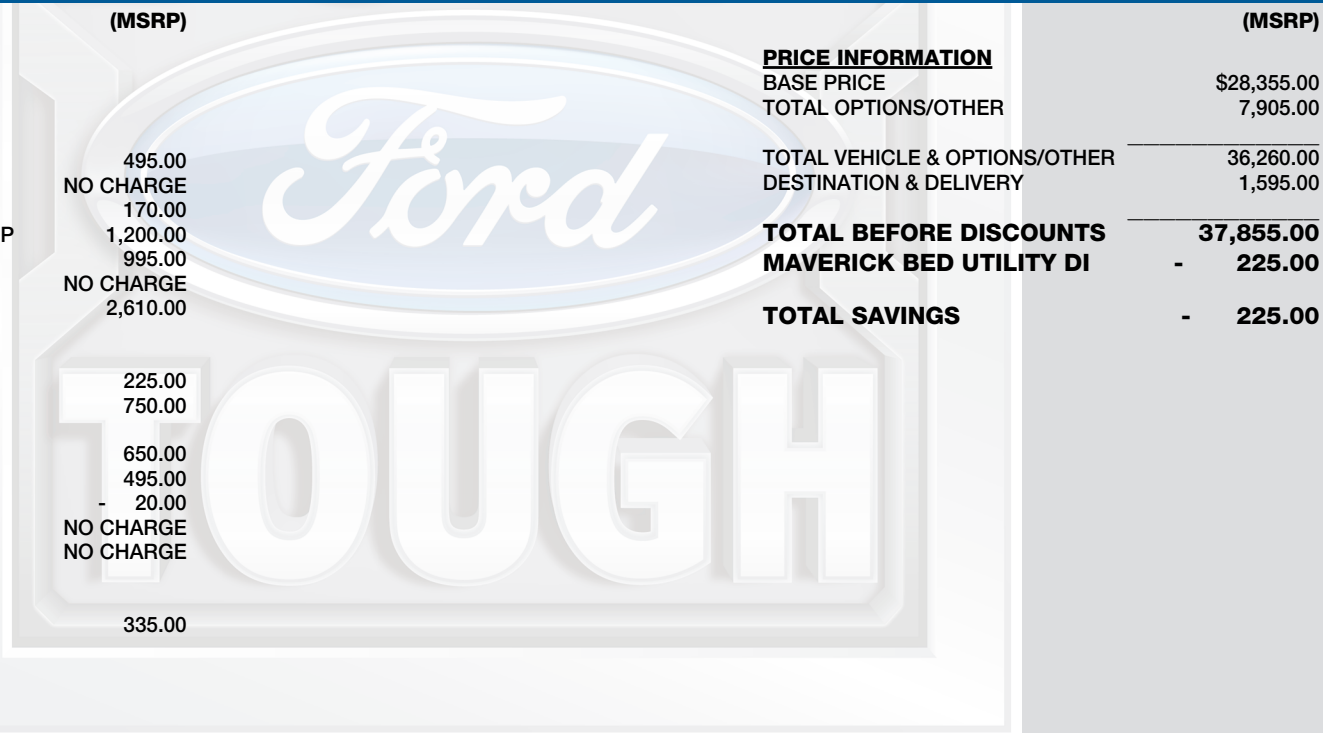 (MSRP)
495.00
NO CHARGE
170.00
P 1,200.00
995.00
NO CHARGE
2,610.00
225.00
750.00
650.00
495.00
- 20.00
NO CHARGE
NO CHARGE
335.00
Ford
TOUGH
(MSRP)
PRICE INFORMATION
BASE PRICE $28,355.00
TOTAL OPTIONS/OTHER 7,905.00
TOTAL VEHICLE & OPTIONS/OTHER 36,260.00
DESTINATION & DELIVERY 1,595.00
TOTAL BEFORE DISCOUNTS 37,855.00
MAVERICK BED UTILITY DI - 225.00
TOTAL SAVINGS - 225.00